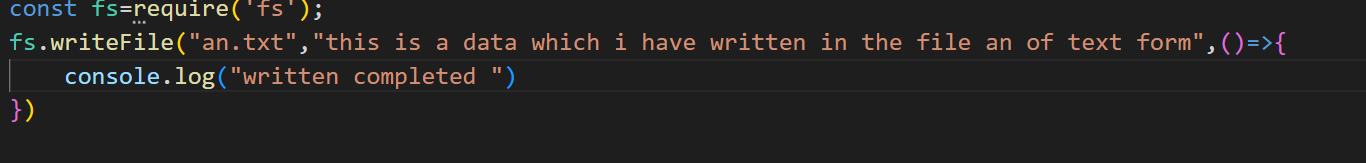 const fs=require('fs');
fs.writeFile("an.txt","this is a data which i have written in the file an of text form",()=>{
    console.log("written completed ")
})